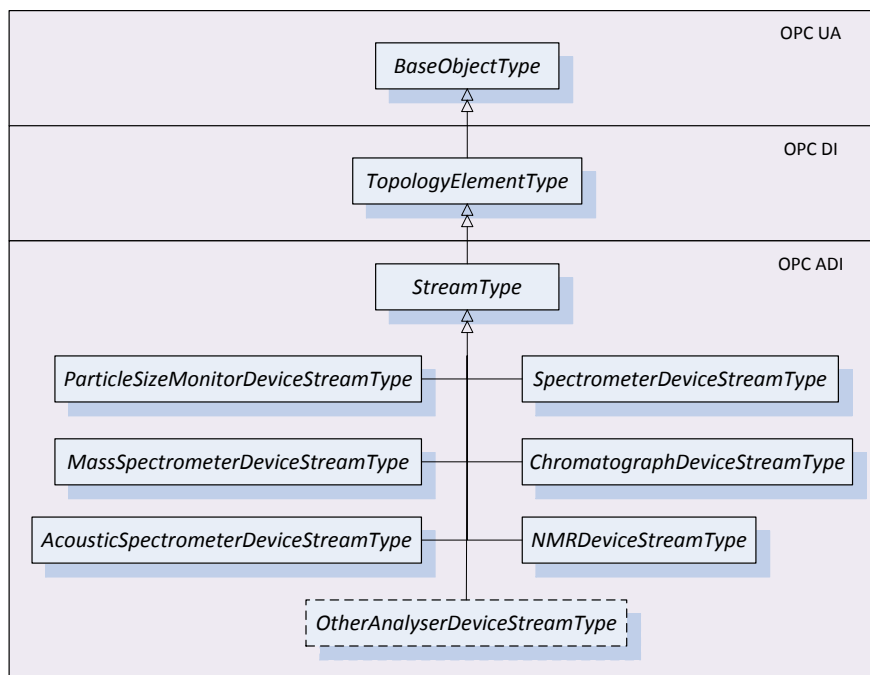 OPC UA
BaseObjectType
OPC DI
TopologyElementType
OPC ADI
StreamType
ParticleSizeMonitorDeviceStreamType
SpectrometerDeviceStreamType
MassSpectrometerDeviceStreamType
ChromatographDeviceStreamType
AcousticSpectrometerDeviceStreamType
NMRDeviceStreamType
OtherAnalyserDeviceStreamType